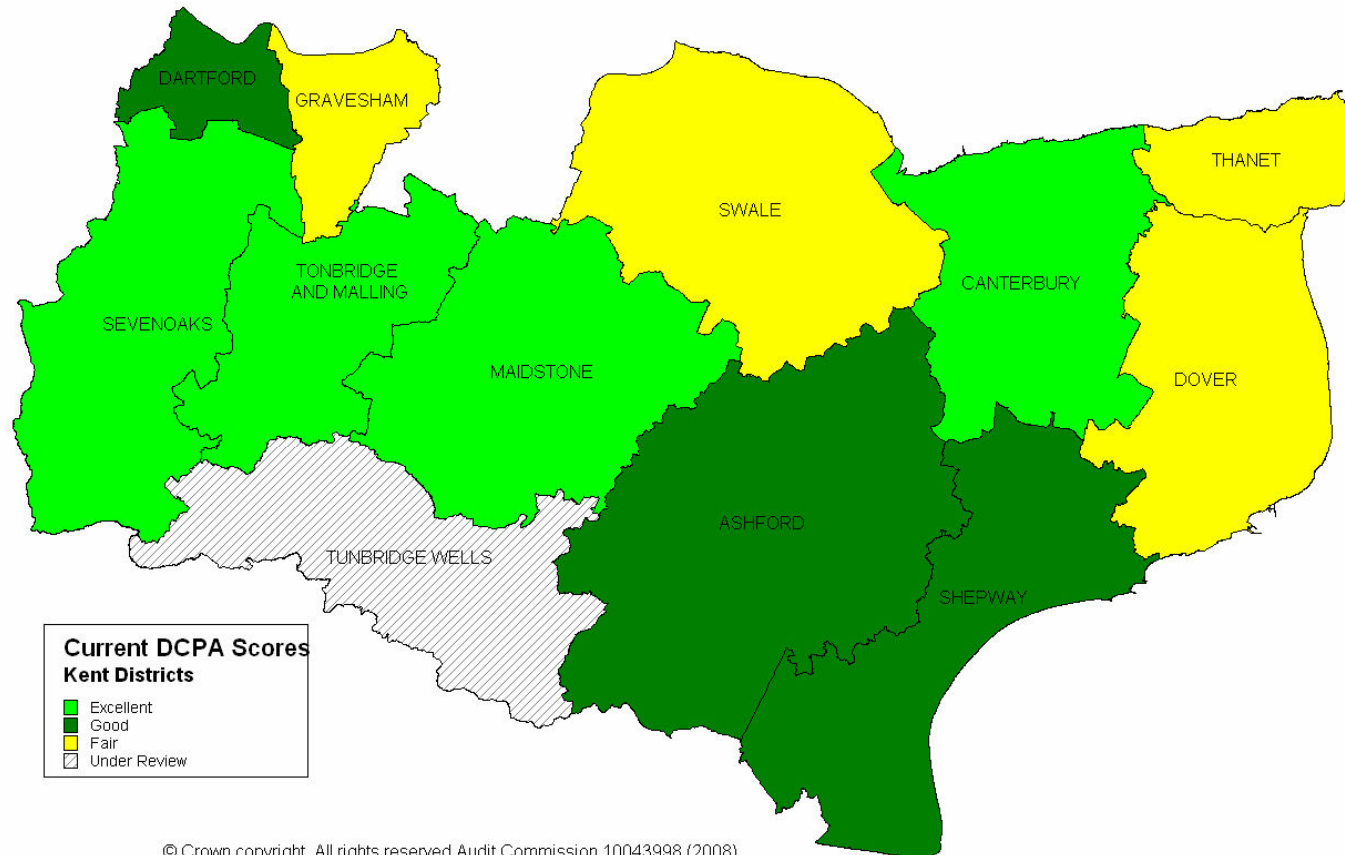 DARTFORD
GRAVESHAM
THANET
SWALE
TONBRIDGE
AND MALLING
CANTERBURY
SEVENOAKS
MAIDSTONE
DOVER
ASHFORD
TUNBRIDGE WELLS
SHEPWAY
Current DCPA Scores
Kent Districts
Excellent
Good
Fair
Under Review
© Crown copyright. All rights reserved Audit Commission 10043998 (2008)